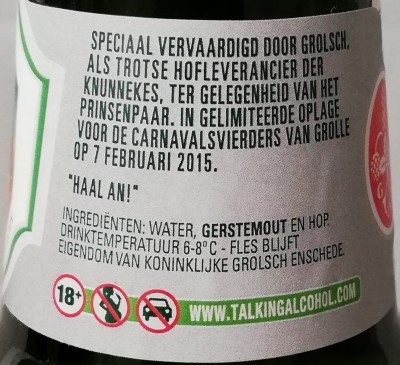 SPECIAAL VERVAARDIGD DOOR GROLSCH,
ALS TROTSE HOFLEVERANCIER DER
KNUNNEKES, TER GELEGENHEID VAN HET
PRINSENPAAR. IN GELIMITEERDE OPLAGE
VOOR DE CARNAVALSVIERDERS VAN GROLLE
OP 7 FEBRUARI 2015.
"HAAL AN!"
INGREDIËNTEN: WATER, GERSTEMOUT EN HOP.
DRINKTEMPERATUUR 6-8°C - FLES BLIJFT
EIGENDOM VAN KONINKLIJKE GROLSCH ENSCHEDE.
18+ WWW.TALKINGALCOHOL.COM